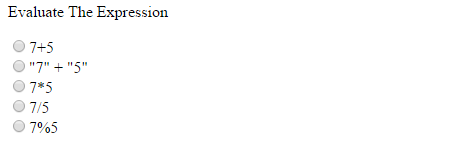 Evaluate The Expression
7+5
"7" + "5"
7*5
7/5
7%5